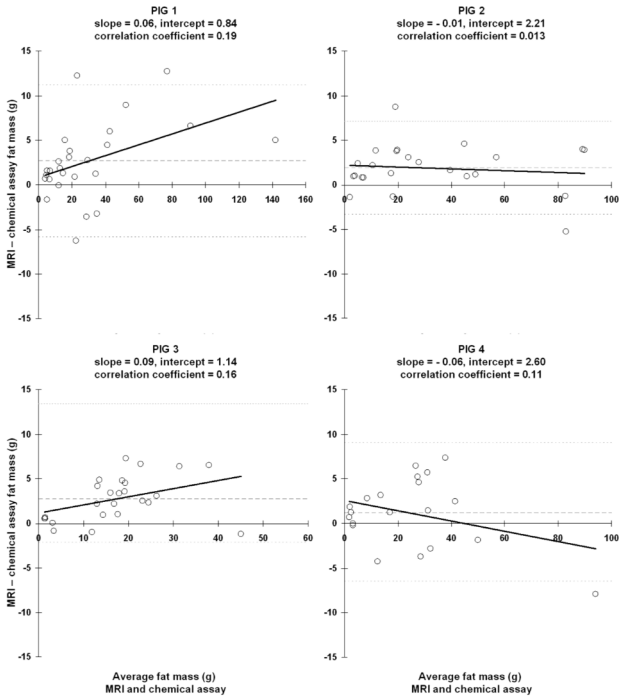 PIG 1
slope = 0.06, intercept = 0.84
correlation coefficient = 0.19
PIG 2
slope = - 0.01, intercept = 2.21
correlation coefficient = 0.013
MRI – chemical assay fat mass (g)
15
10
5
0
-5
-10
-15
0 20 40 60 80 100 120 140 160
15
10
5
0
-5
-10
-15
0 20 40 60 80 100
PIG 3
slope = 0.09, intercept = 1.14
correlation coefficient = 0.16
PIG 4
slope = - 0.06, intercept = 2.60
correlation coefficient = 0.11
MRI – chemical assay fat mass (g)
15
10
5
0
-5
-10
-15
0 10 20 30 40 50 60
15
10
5
0
-5
-10
-15
0 20 40 60 80 100
Average fat mass (g)
MRI and chemical assay
Average fat mass (g)
MRI and chemical assay